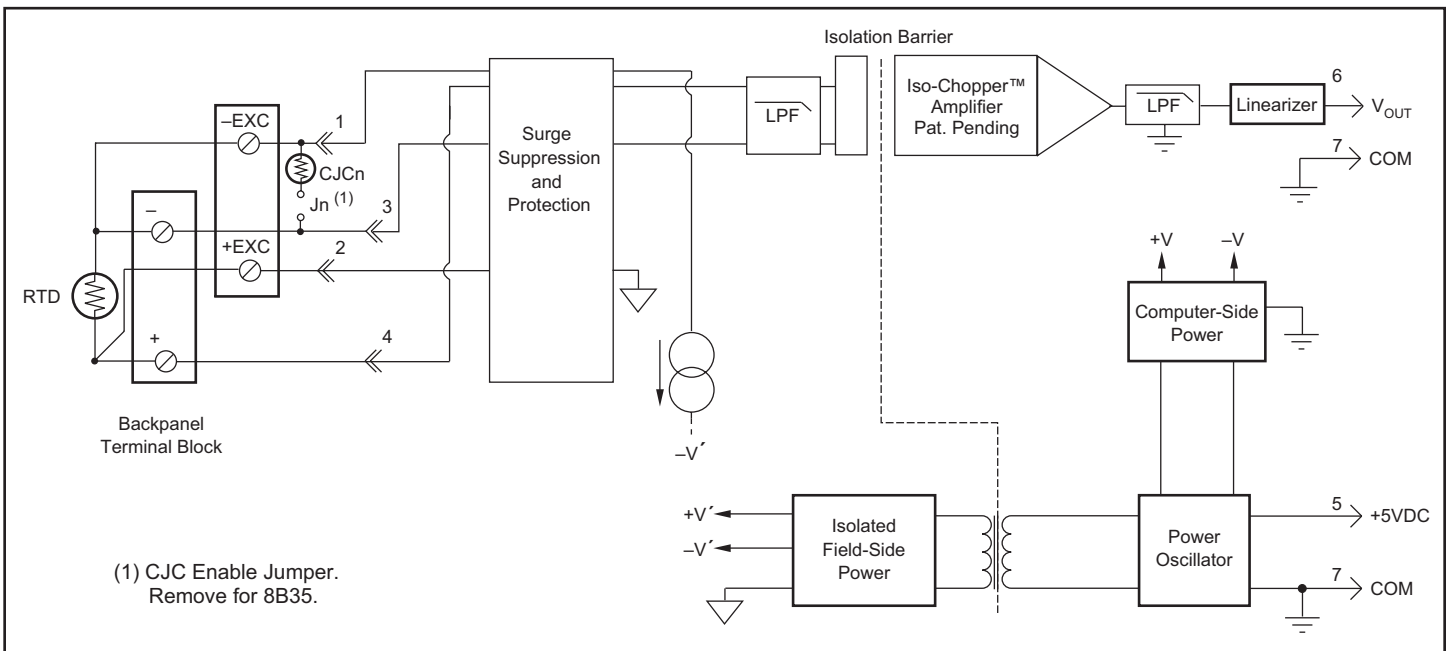 Isolation Barrier
–EXC
1
CJCn
Jn (1)
–
3
+EXC
2
RTD
+
4
Backpanel
Terminal Block
Surge
Suppression
and
Protection
–V´
LPF
Iso-Chopper™
Amplifier
Pat. Pending
LPF
Linearizer
6
VOUT
7
COM
+V
–V
Computer-Side
Power
+V´
–V´
Isolated
Field-Side
Power
Power
Oscillator
5
+5VDC
7
COM
(1) CJC Enable Jumper.
Remove for 8B35.